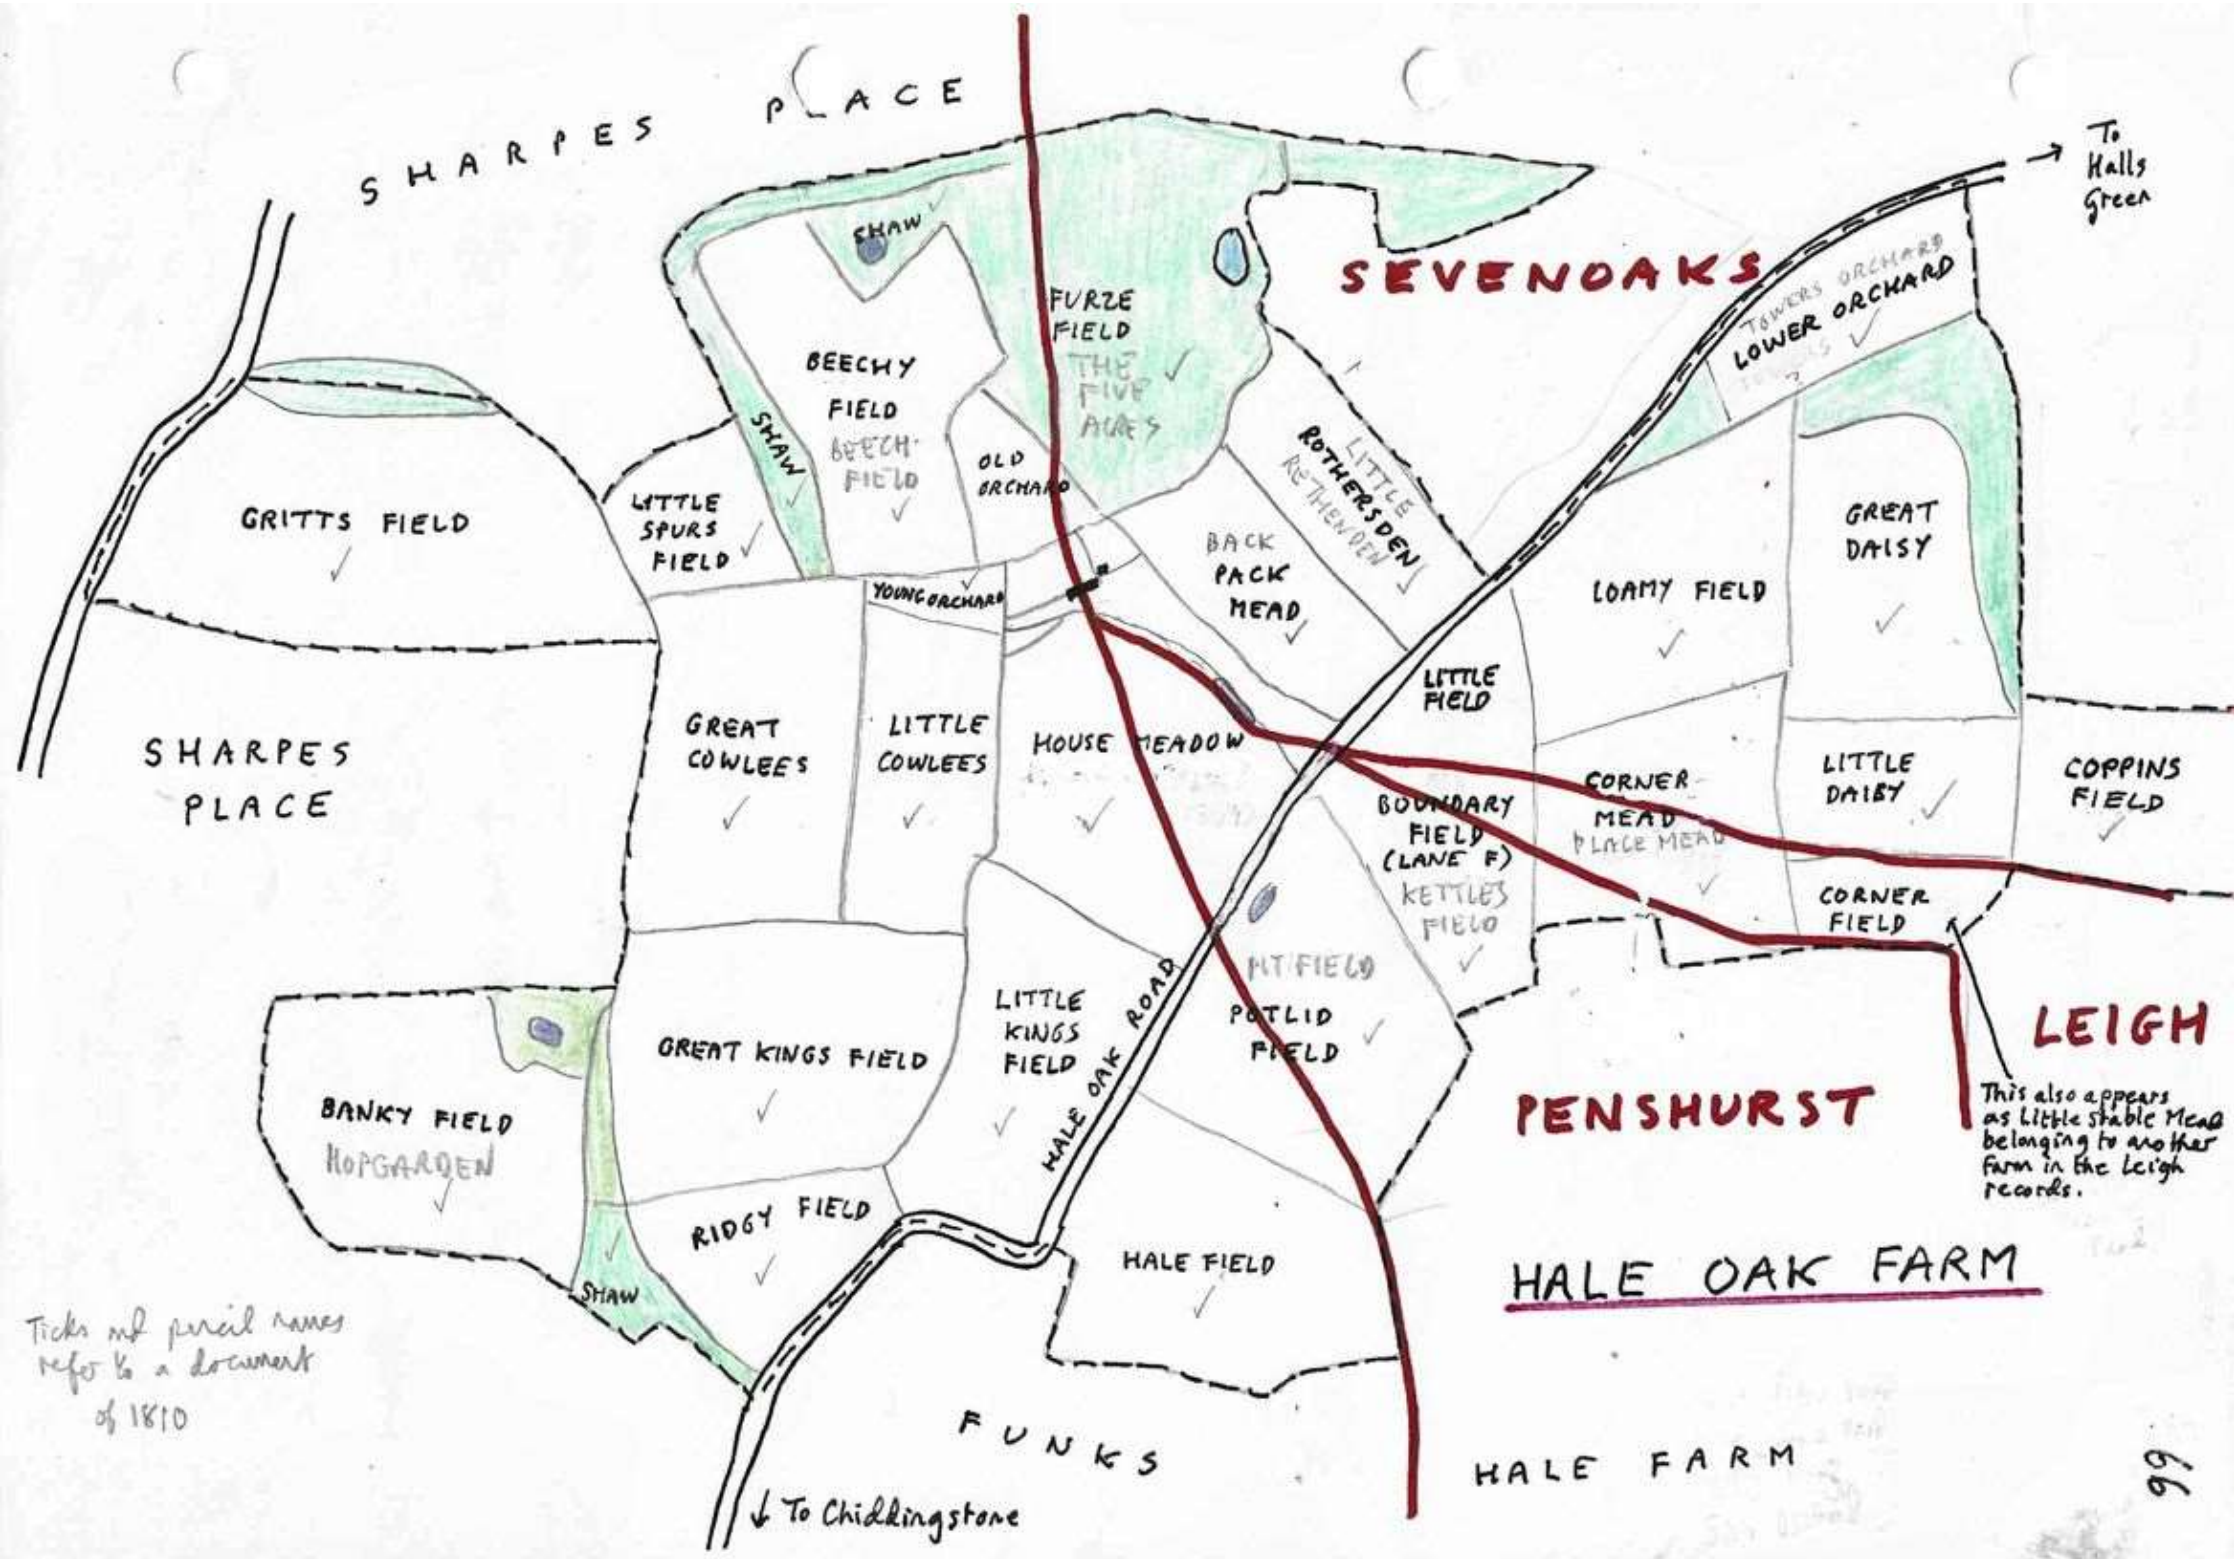 SHARPES PLACE
To
Halls
Green
SHAW
SEVENOAKS
TOWERS ORCHARD
LOWER ORCHARD
TOWERS
?
FURZE
FIELD
THE
FIVE
ACRES
BEECHY
FIELD
BEECH
FIELD
SHAW
OLD
ORCHARD
LITTLE
ROTHERSDEN
RETHENDEN
GRITTS FIELD
LITTLE
SPURS
FIELD
BACK
PACK
MEAD
GREAT
DAISY
LOAMY FIELD
YOUNG ORCHARD
LITTLE
FIELD
SHARPES
PLACE
GREAT
COWLEES
LITTLE
COWLEES
HOUSE MEADOW
CORNER
MEAD
PLACE MEAD
LITTLE
DAISY
COPPINS
FIELD
BOUNDARY
FIELD
(LANE F)
KETTLES
FIELD
CORNER
FIELD
PIT FIELD
POTLID
FIELD
LITTLE
KINGS
FIELD
HALE OAK ROAD
GREAT KINGS FIELD
LEIGH
This also appears
as Little Stable Mead
belonging to another
farm in the Leigh
records.
PENSHURST
BANKY FIELD
HOPGARDEN
RIDGY FIELD
HALE FIELD
HALE OAK FARM
SHAW
Ticks and pencil names
refer to a document
of 1810
FUNKS
HALE FARM
To Chiddingstone
66